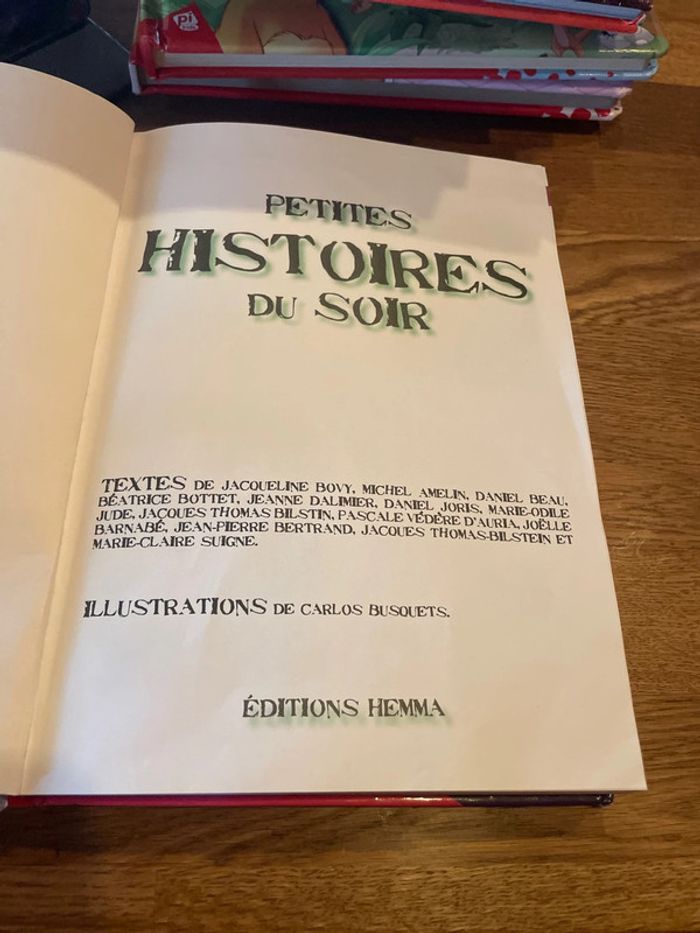 pi
PETITES
HISTOIRES
DU SOIR
TEXTES DE JACQUELINE BOVY, MICHEL AMELIN, DANIEL BEAU,
BÉATRICE BOTTET, JEANNE DALIMIER, DANIEL JORIS, MARIE-ODILE
JUDE, JACQUES THOMAS BILSTIN, PASCALE VÉDÈRE D'AURIA, JOËLLE
BARNABÉ, JEAN-PIERRE BERTRAND, JACQUES THOMAS-BILSTEIN ET
MARIE-CLAIRE SUIGNE.
ILLUSTRATIONS DE CARLOS BUSQUETS.
ÉDITIONS HEMMA